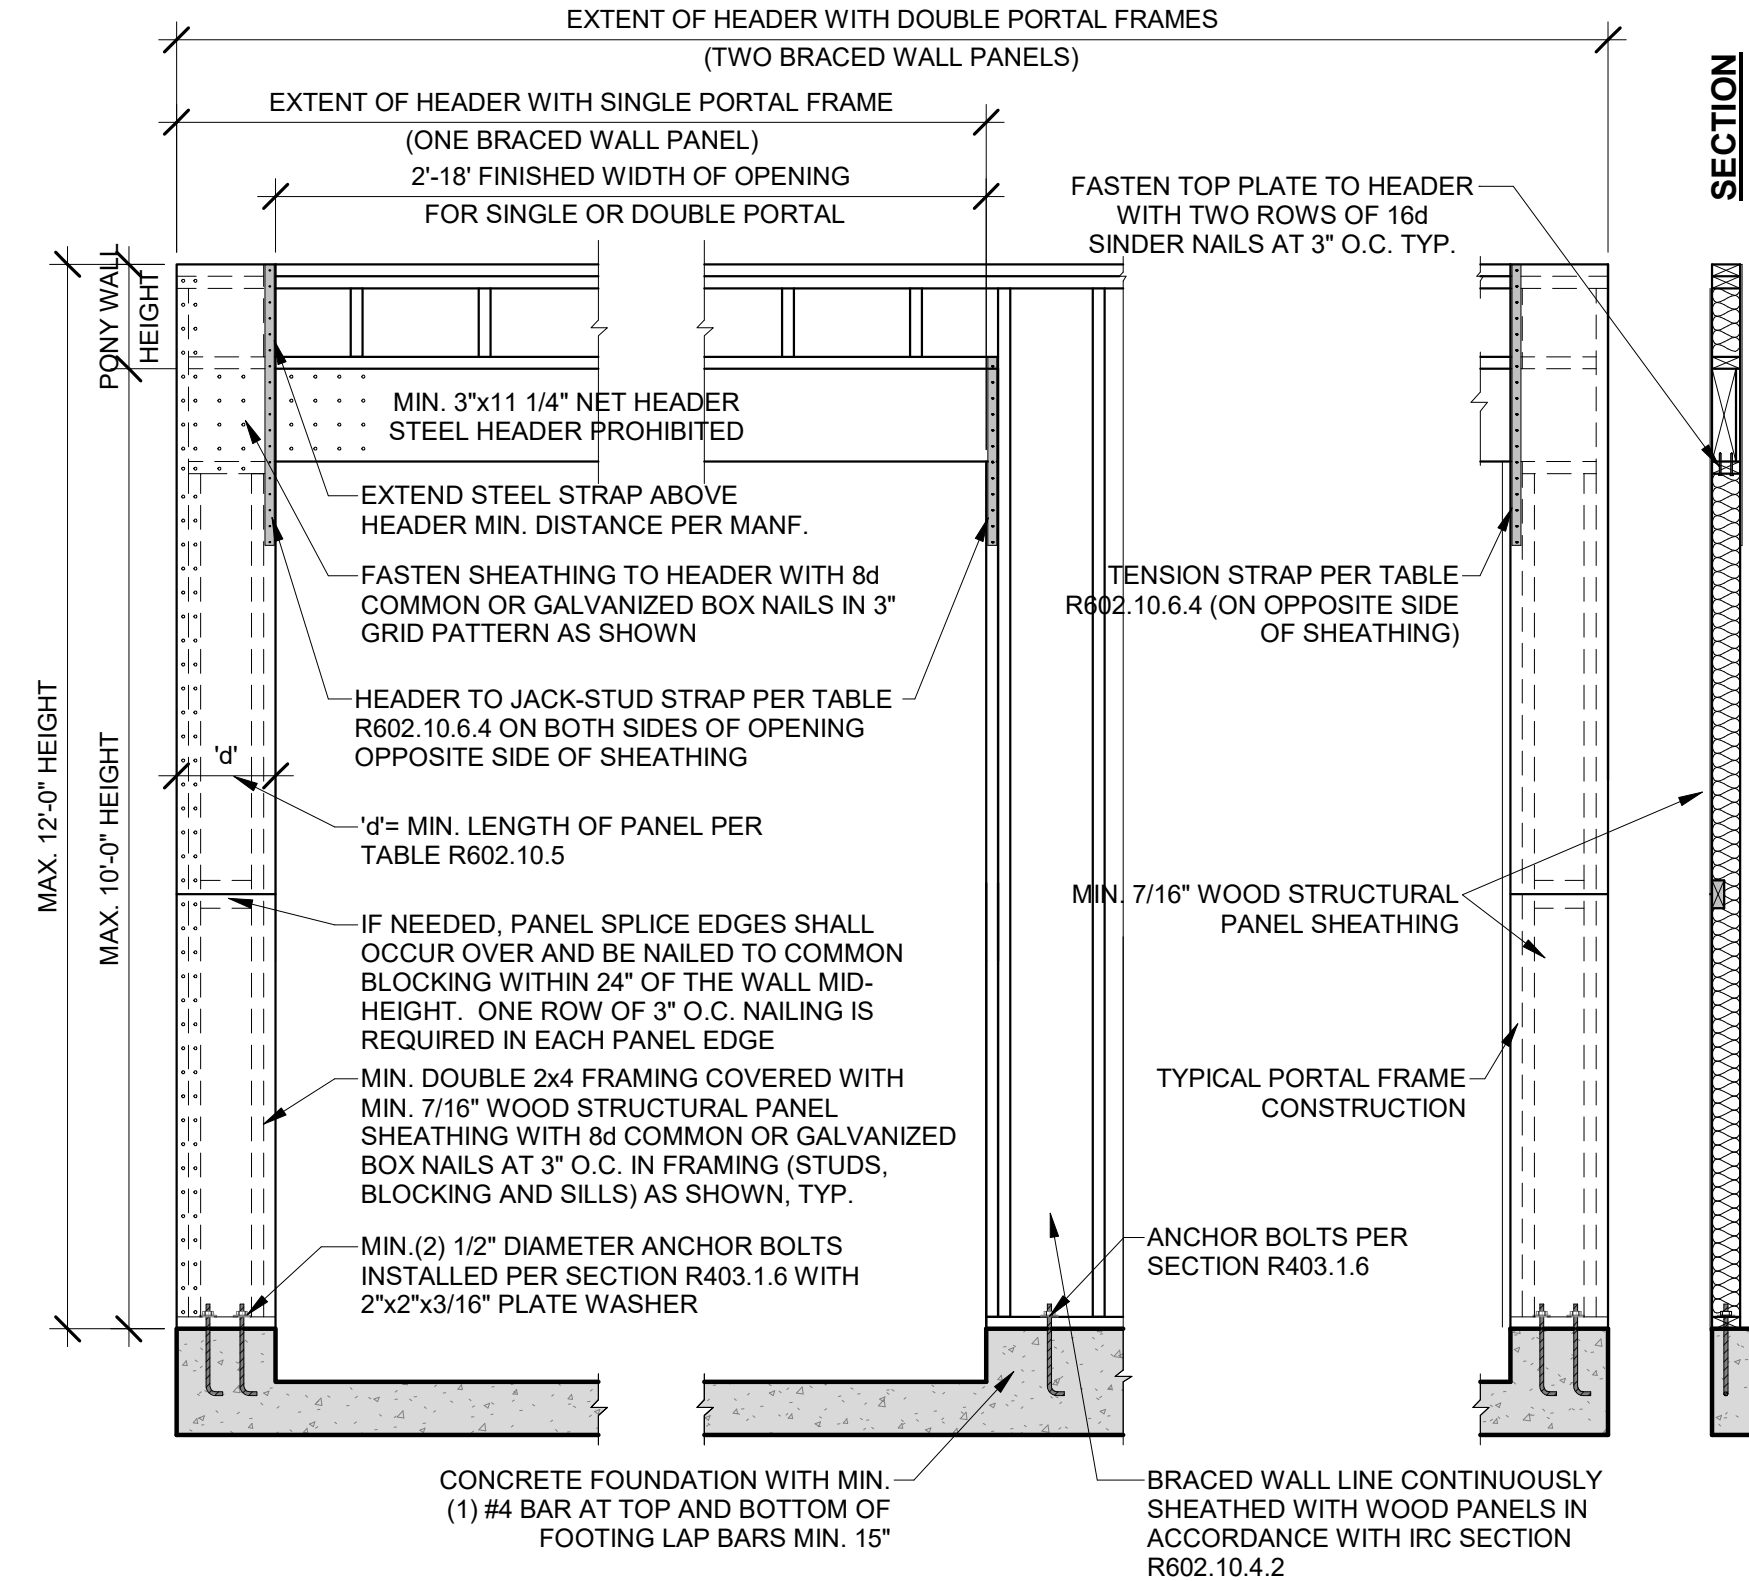 EXTENT OF HEADER WITH DOUBLE PORTAL FRAMES
(TWO BRACED WALL PANELS)
EXTENT OF HEADER WITH SINGLE PORTAL FRAME
(ONE BRACED WALL PANEL)
2'-18' FINISHED WIDTH OF OPENING
FOR SINGLE OR DOUBLE PORTAL
FASTEN TOP PLATE TO HEADER
WITH TWO ROWS OF 16d
SINDER NAILS AT 3" O.C. TYP.
SECTION
PONY WALL
HEIGHT
MIN. 3"x11 1/4" NET HEADER
STEEL HEADER PROHIBITED
EXTEND STEEL STRAP ABOVE
HEADER MIN. DISTANCE PER MANF.
FASTEN SHEATHING TO HEADER WITH 8d
COMMON OR GALVANIZED BOX NAILS IN 3"
GRID PATTERN AS SHOWN
TENSION STRAP PER TABLE
R602.10.6.4 (ON OPPOSITE SIDE
OF SHEATHING)
HEADER TO JACK-STUD STRAP PER TABLE
R602.10.6.4 ON BOTH SIDES OF OPENING
OPPOSITE SIDE OF SHEATHING
MAX. 12'-0" HEIGHT
MAX. 10'-0" HEIGHT
'd'
'd'= MIN. LENGTH OF PANEL PER
TABLE R602.10.5
MIN. 7/16" WOOD STRUCTURAL
PANEL SHEATHING
IF NEEDED, PANEL SPLICE EDGES SHALL
OCCUR OVER AND BE NAILED TO COMMON
BLOCKING WITHIN 24" OF THE WALL MID-
HEIGHT.  ONE ROW OF 3" O.C. NAILING IS
REQUIRED IN EACH PANEL EDGE
MIN. DOUBLE 2x4 FRAMING COVERED WITH
MIN. 7/16" WOOD STRUCTURAL PANEL
SHEATHING WITH 8d COMMON OR GALVANIZED
BOX NAILS AT 3" O.C. IN FRAMING (STUDS,
BLOCKING AND SILLS) AS SHOWN, TYP.
TYPICAL PORTAL FRAME
CONSTRUCTION
MIN.(2) 1/2" DIAMETER ANCHOR BOLTS
INSTALLED PER SECTION R403.1.6 WITH
2"x2"x3/16" PLATE WASHER
ANCHOR BOLTS PER
SECTION R403.1.6
CONCRETE FOUNDATION WITH MIN.
(1) #4 BAR AT TOP AND BOTTOM OF
FOOTING LAP BARS MIN. 15"
BRACED WALL LINE CONTINUOUSLY
SHEATHED WITH WOOD PANELS IN
ACCORDANCE WITH IRC SECTION
R602.10.4.2